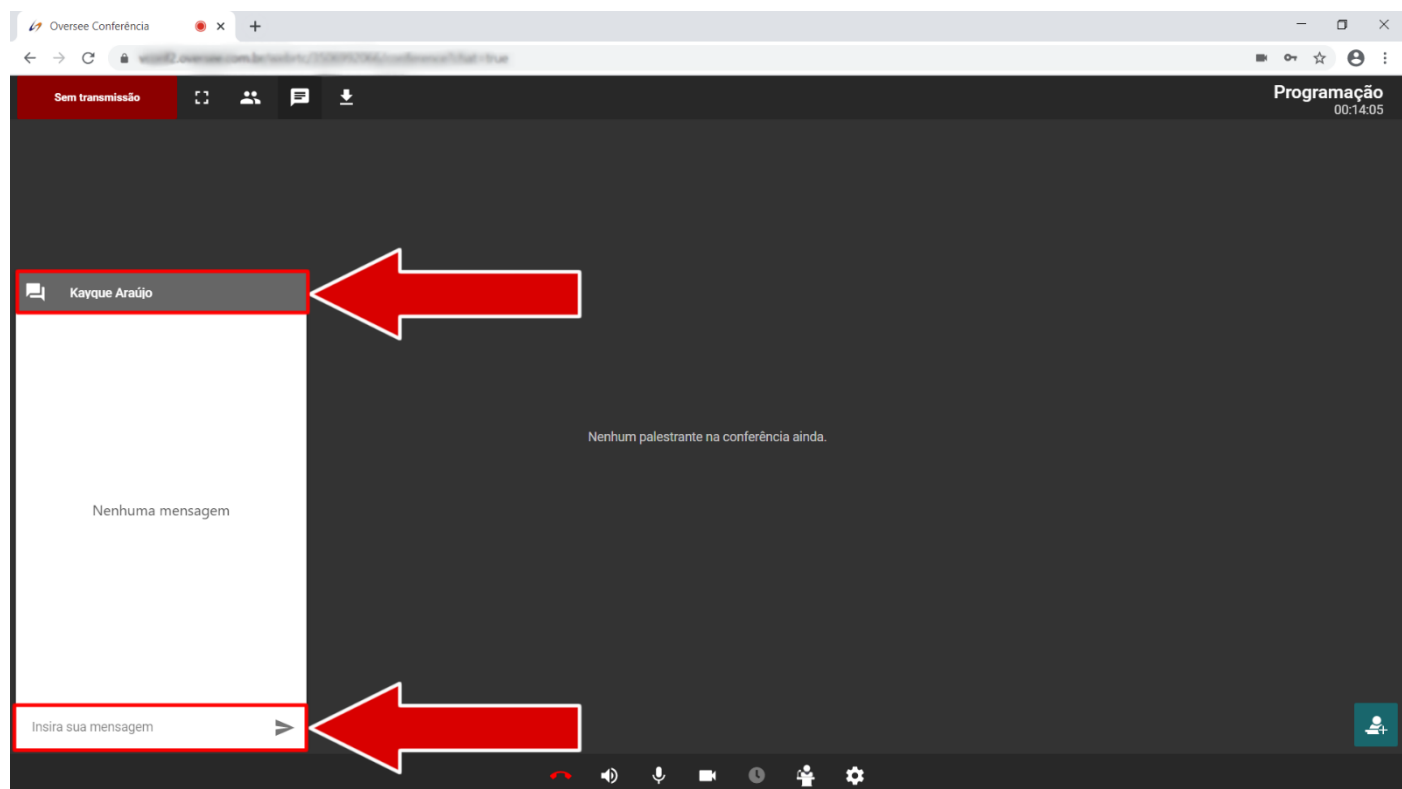 Oversee Conferência
Sem transmissão
Programação
00:14:05
Kayque Araújo
Nenhum palestrante na conferência ainda.
Nenhuma mensagem
Insira sua mensagem